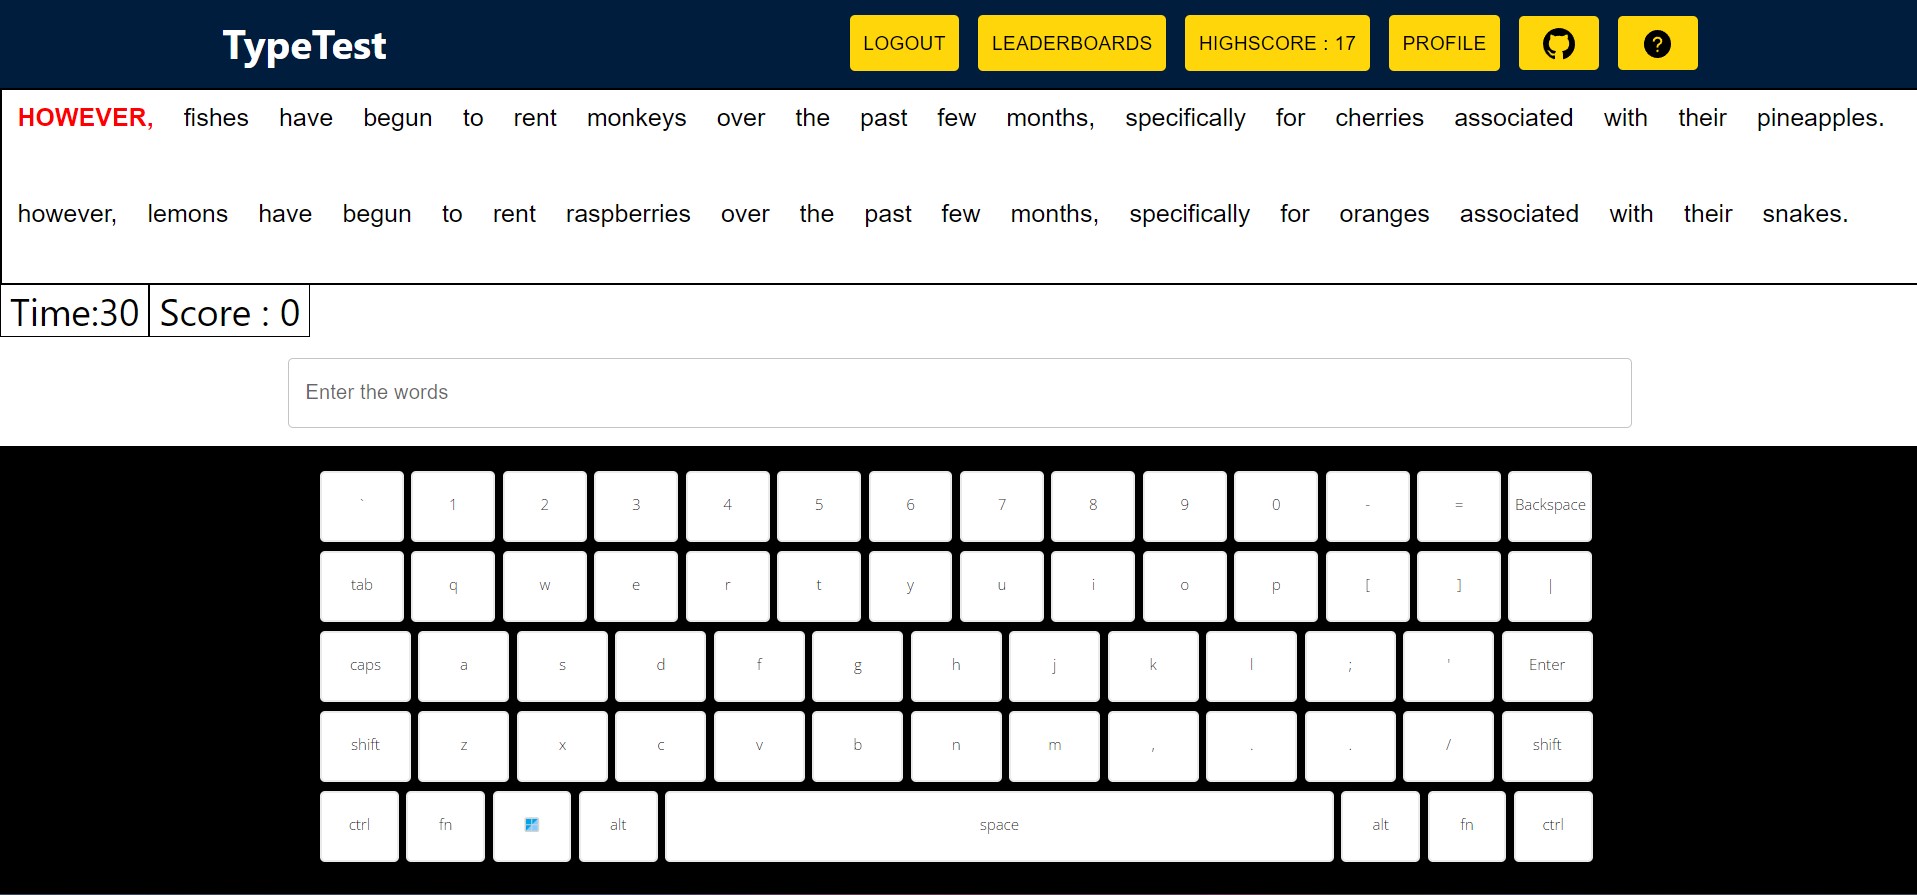 TypeTest LOGOUT LEADERBOARDS HIGHSCORE : 17 PROFILE ?
HOWEVER, fishes have begun to rent monkeys over the past few months, specifically for cherries associated with their pineapples.
however, lemons have begun to rent raspberries over the past few months, specifically for oranges associated with their snakes.
Time:30 Score : 0
Enter the words
` 1 2 3 4 5 6 7 8 9 0 - = Backspace
tab q w e r t y u i o p [ ] |
caps a s d f g h j k l ; ' Enter
shift z x c v b n m , . . / shift
ctrl fn alt space alt fn ctrl